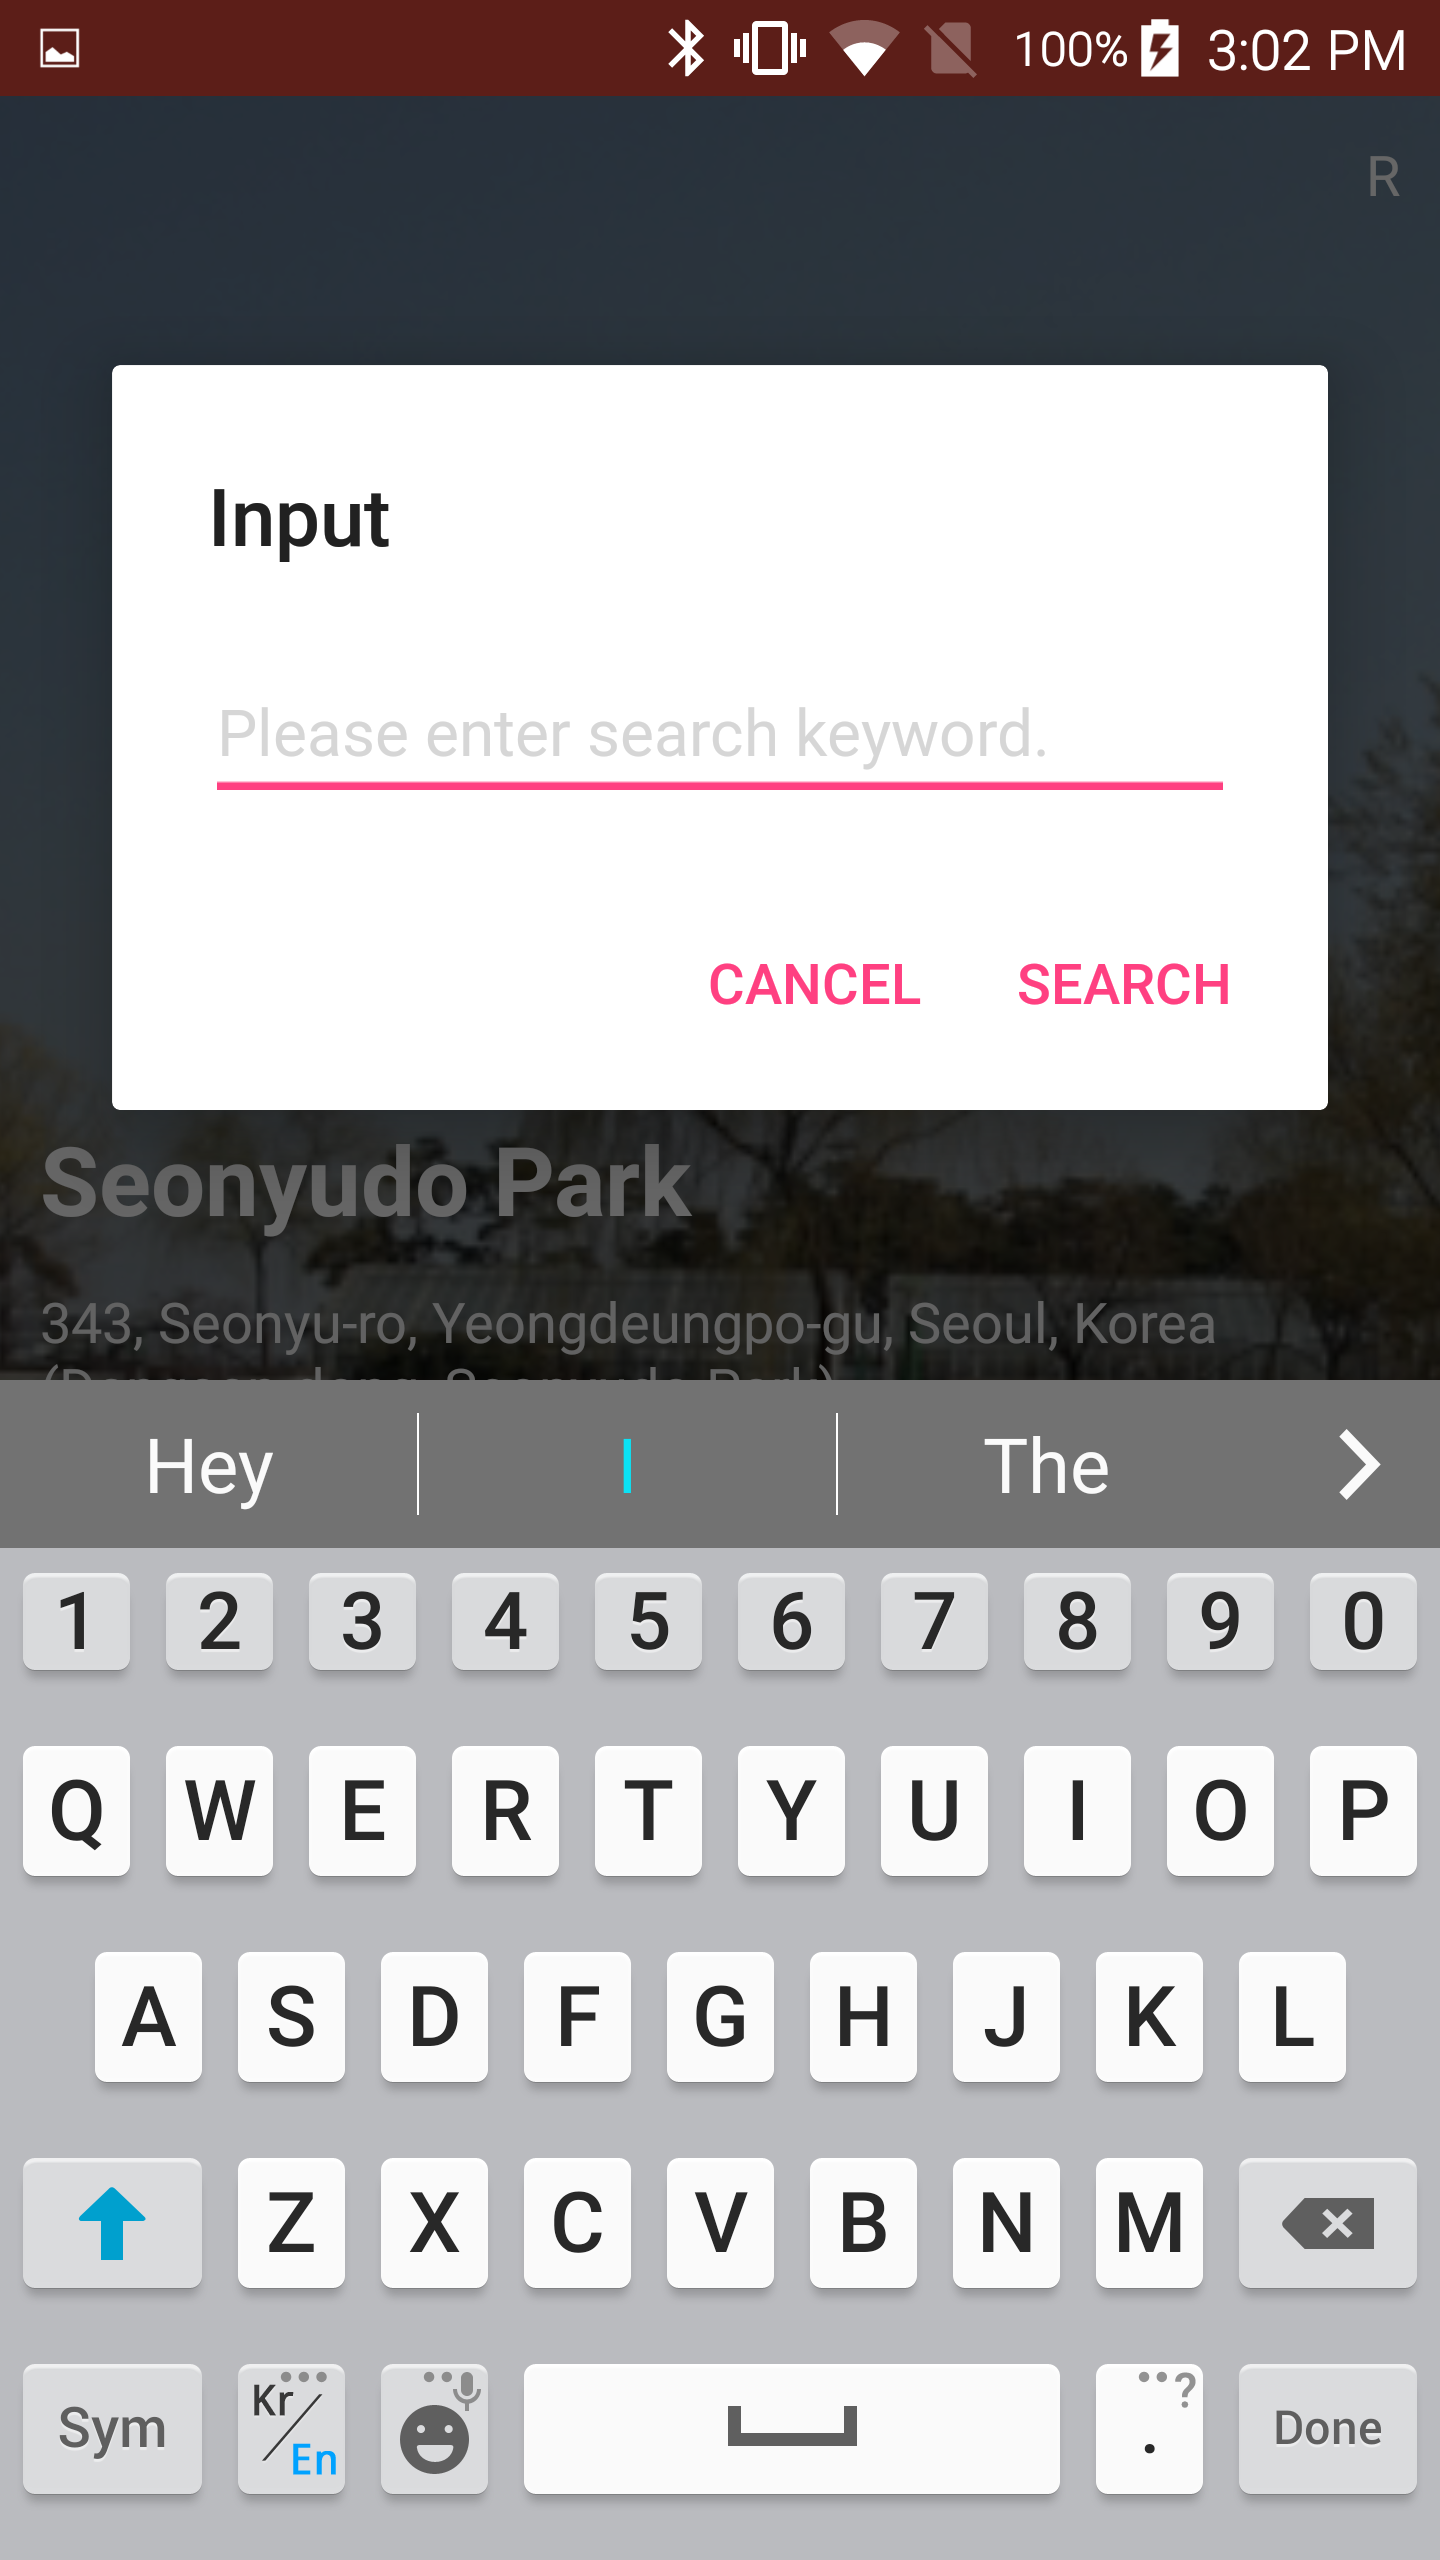 100% 3:02 PM
R
Input
Please enter search keyword.
CANCEL SEARCH
Seonyudo Park
343, Seonyu-ro, Yeongdeungpo-gu, Seoul, Korea
Hey I The
1 2 3 4 5 6 7 8 9 0
Q W E R T Y U I O P
A S D F G H J K L
Z X C V B N M
Sym Kr/En . ? Done